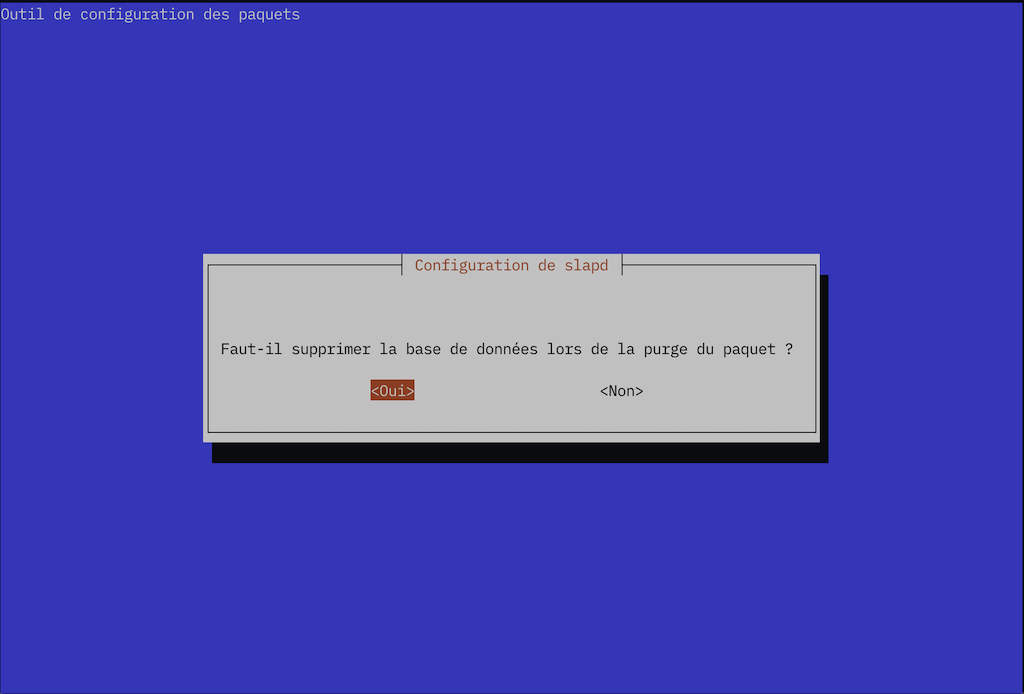 Outil de configuration des paquets
Configuration de slapd
Faut-il supprimer la base de données lors de la purge du paquet ?
<Oui> <Non>